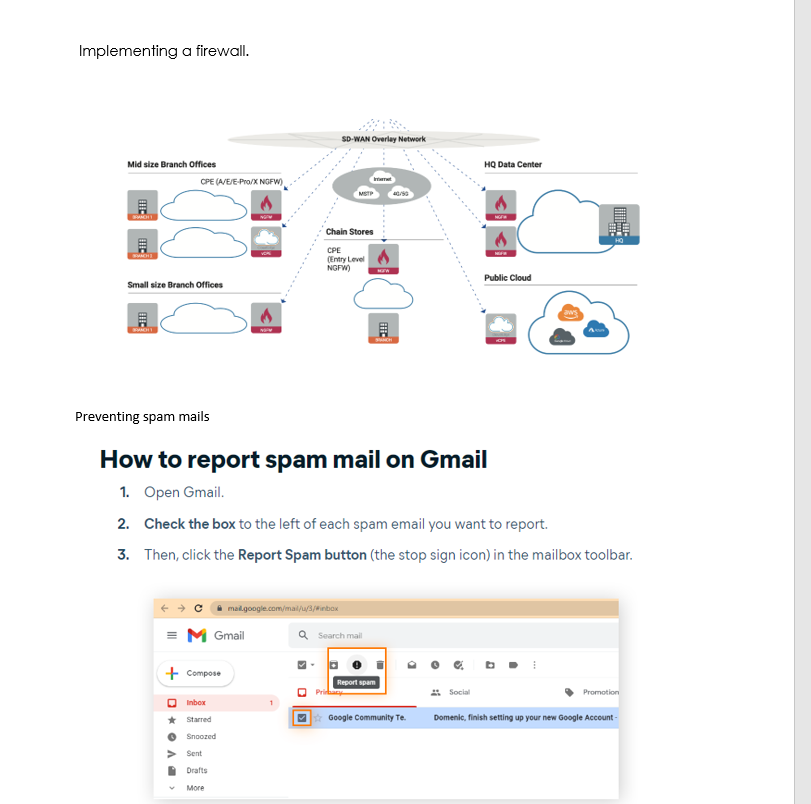 Implementing a firewall.
SD-WAN Overlay Network
Mid size Branch Offices
HQ Data Center
CPE (A/E/E-Pro/X NGFW)
Internet
MSTP
4G/5G
BRANCH 1
NGFW
NGFW
HQ
Chain Stores
BRANCH 2
vCPE
CPE
(Entry Level
NGFW)
NGFW
NGFW
Public Cloud
Small size Branch Offices
aws
BRANCH 1
NGFW
BRANCH
vCPE
Preventing spam mails
How to report spam mail on Gmail
1. Open Gmail.
2. Check the box to the left of each spam email you want to report.
3. Then, click the Report Spam button (the stop sign icon) in the mailbox toolbar.
mail.google.com/mail/u/3/#inbox
Gmail
Search mail
Compose
Report spam
Primary
Social
Promotion
Inbox 1
Google Community Te. Domenic, finish setting up your new Google Account -
Starred
Snoozed
Sent
Drafts
More